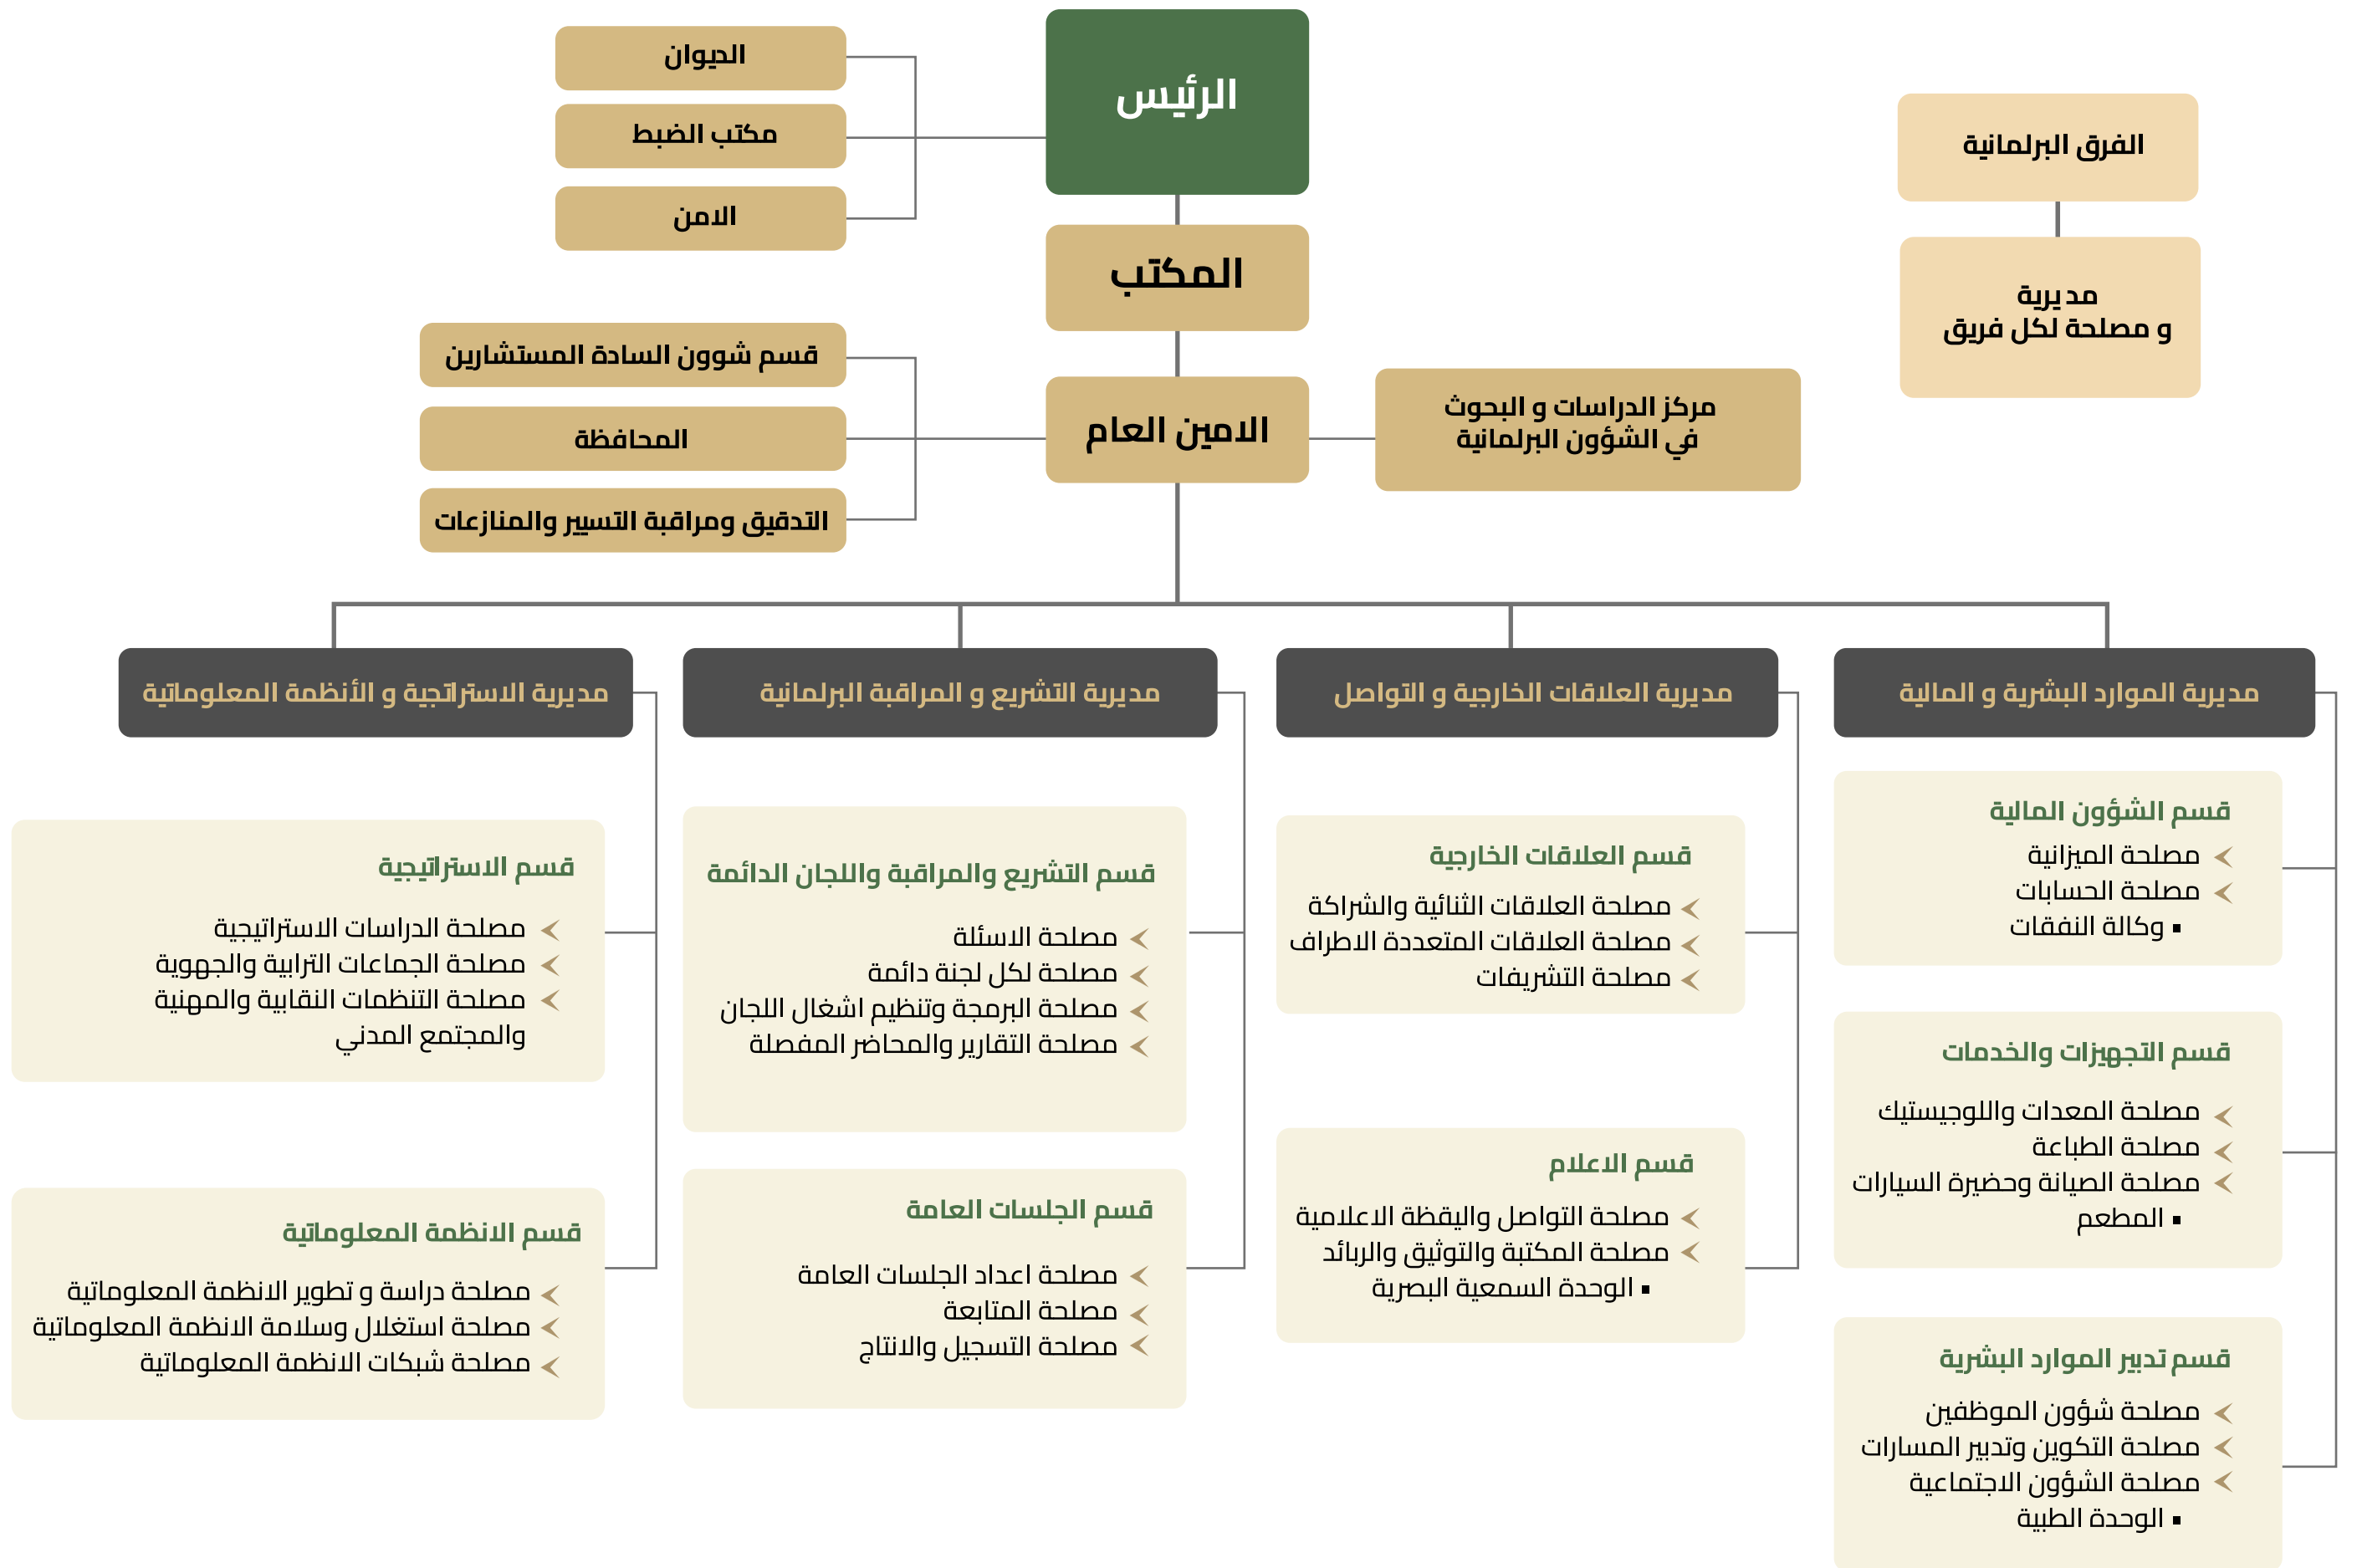 الرئيس
الديوان
مكتب الضبط
الامن
الفرق البرلمانية
مديرية
و مصلحة لكل فريق
المكتب
الامين العام
مركز الدراسات و البحوث
في الشؤون البرلمانية
قسم شوون السادة المستشارين
المحافظة
التدقيق ومراقبة التسيير والمنازعات
مديرية الموارد البشرية و المالية
قسم الشؤون المالية
مصلحة الميزانية
مصلحة الحسابات
▪ وكالة النفقات
قسم التجهيزات والخدمات
مصلحة المعدات واللوجيستيك
مصلحة الطباعة
مصلحة الصيانة وحضيرة السيارات
▪ المطعم
قسم تدبير الموارد البشرية
مصلحة شؤون الموظفين
مصلحة التكوين وتدبير المسارات
مصلحة الشؤون الاجتماعية
▪ الوحدة الطبية
مديرية العلاقات الخارجية و التواصل
قسم العلاقات الخارجية
مصلحة العلاقات الثنائية والشراكة
مصلحة العلاقات المتعددة الاطراف
مصلحة التشريفات
قسم الاعلام
مصلحة التواصل واليقظة الاعلامية
مصلحة المكتبة والتوثيق والربائد
▪ الوحدة السمعية البصرية
مديرية التشريع و المراقبة البرلمانية
قسم التشريع والمراقبة واللجان الدائمة
مصلحة الاسئلة
مصلحة لكل لجنة دائمة
مصلحة البرمجة وتنظيم اشغال اللجان
مصلحة التقارير والمحاضر المفصلة
قسم الجلسات العامة
مصلحة اعداد الجلسات العامة
مصلحة المتابعة
مصلحة التسجيل والانتاج
مديرية الاستراتجية و الأنظمة المعلوماتية
قسم الاستراتيجية
مصلحة الدراسات الاستراتيجية
مصلحة الجماعات الترابية والجهوية
مصلحة التنظمات النقابية والمهنية
والمجتمع المدني
قسم الانظمة المعلوماتية
مصلحة دراسة و تطوير الانظمة المعلوماتية
مصلحة استغلال وسلامة الانظمة المعلوماتية
مصلحة شبكات الانظمة المعلوماتية